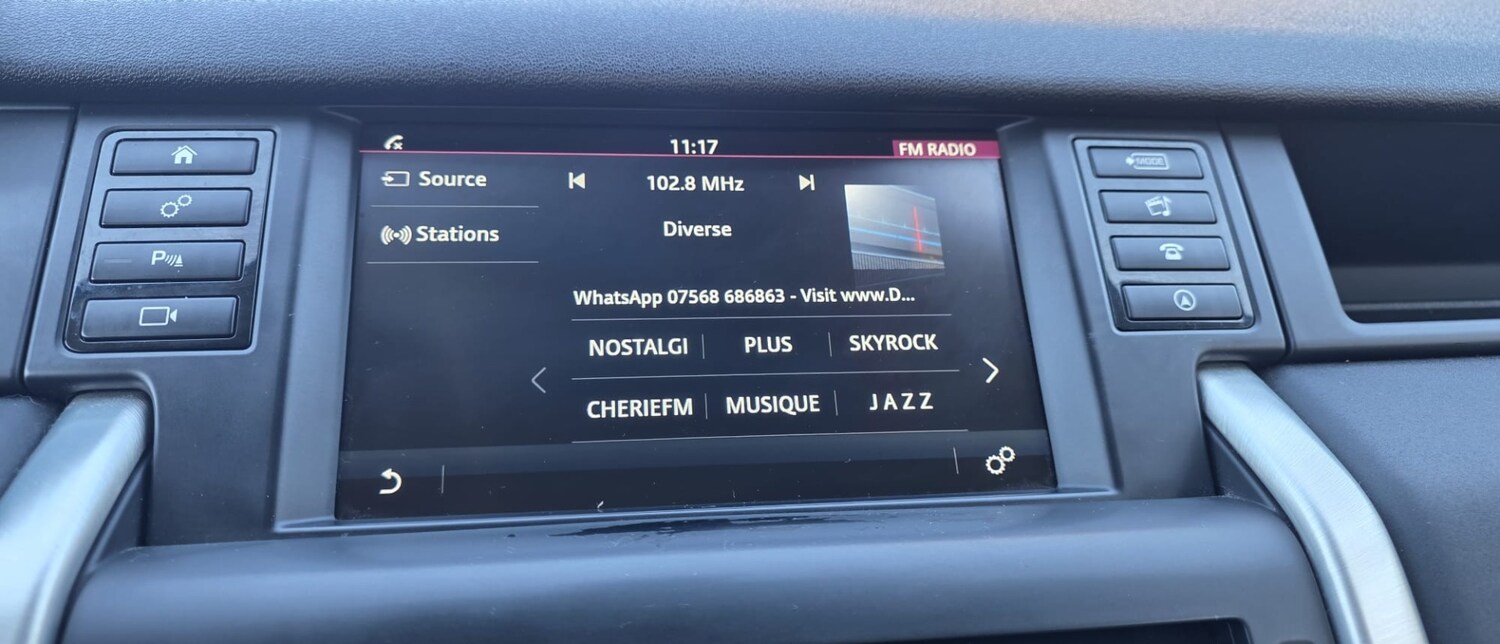 11:17
FM RADIO
Source
102.8 MHz
Stations
Diverse
WhatsApp 07568 686863 - Visit www.D...
NOSTALGI PLUS SKYROCK
CHERIEFM MUSIQUE JAZZ
P
MODE